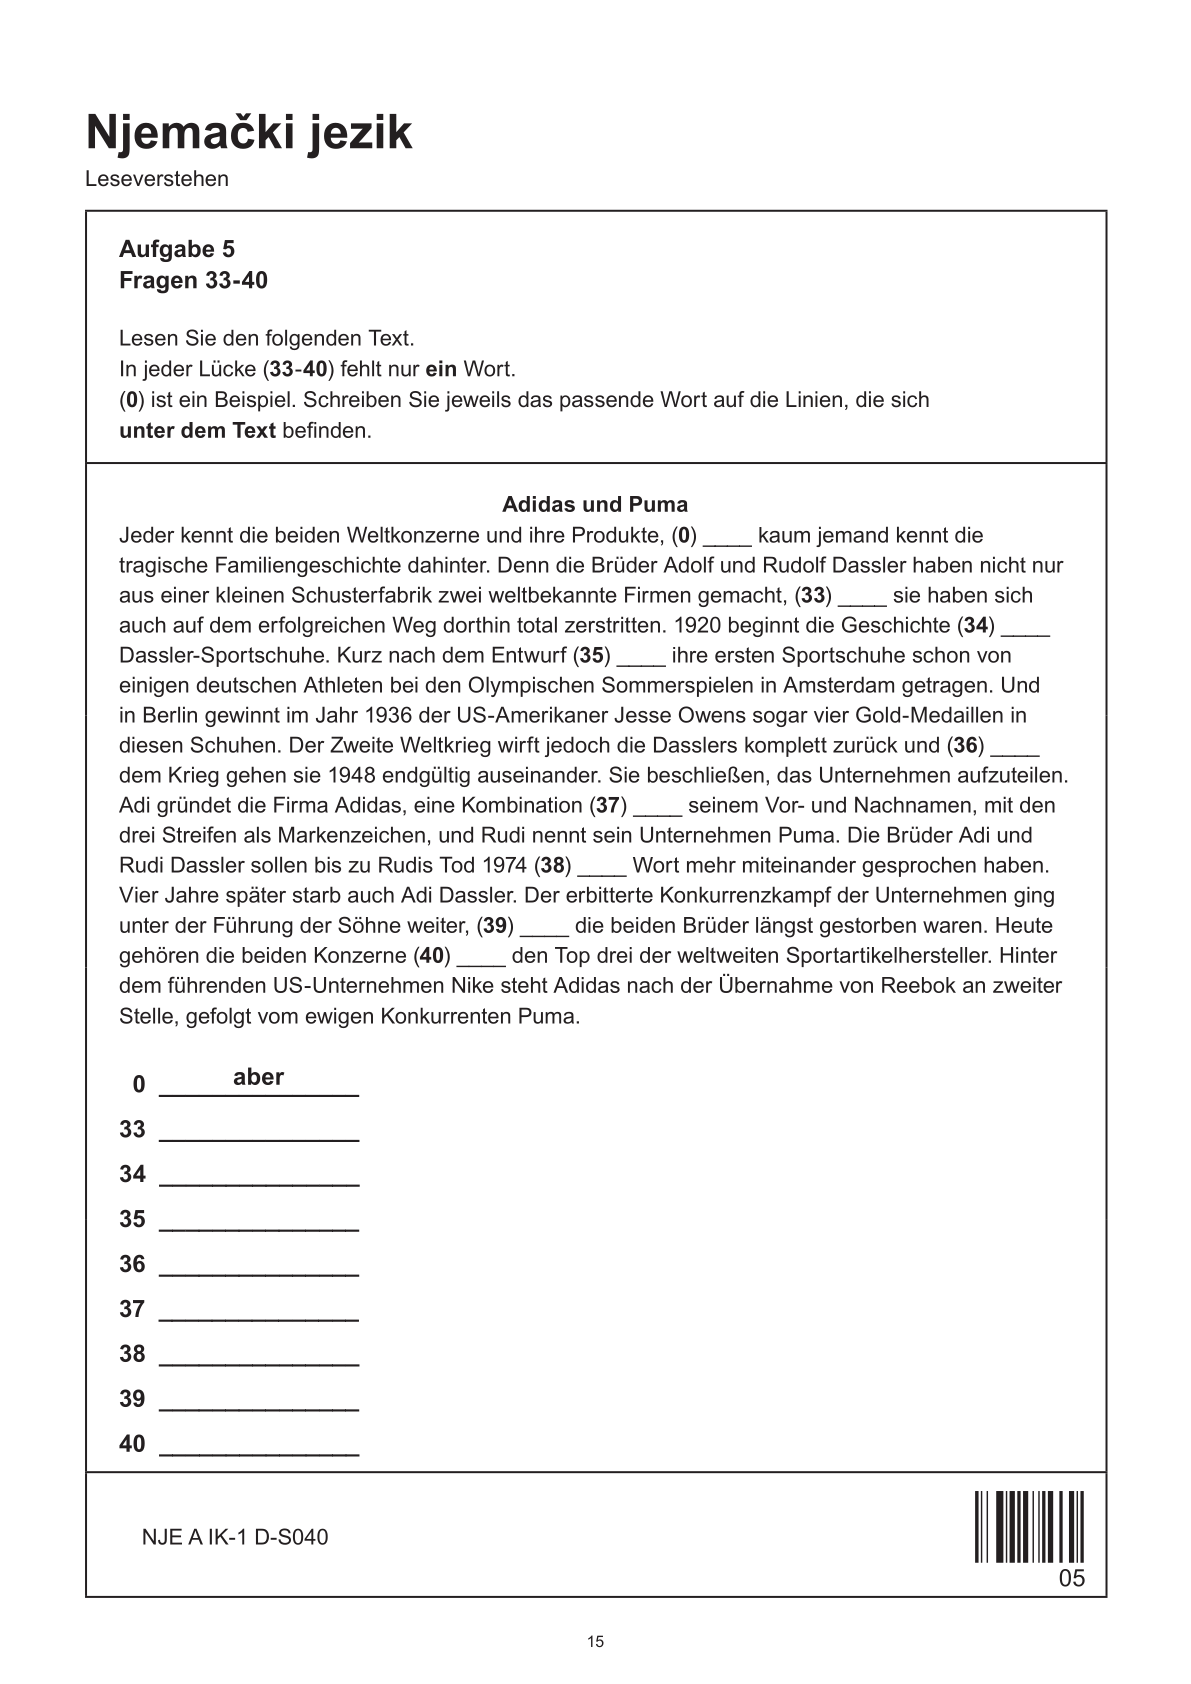 Njemački jezik
Leseverstehen
Aufgabe 5
Fragen 33-40
Lesen Sie den folgenden Text.
In jeder Lücke (33-40) fehlt nur ein Wort.
(0) ist ein Beispiel. Schreiben Sie jeweils das passende Wort auf die Linien, die sich
unter dem Text befinden.
Adidas und Puma
Jeder kennt die beiden Weltkonzerne und ihre Produkte, (0) ____ kaum jemand kennt die
tragische Familiengeschichte dahinter. Denn die Brüder Adolf und Rudolf Dassler haben nicht nur
aus einer kleinen Schusterfabrik zwei weltbekannte Firmen gemacht, (33) ____ sie haben sich
auch auf dem erfolgreichen Weg dorthin total zerstritten. 1920 beginnt die Geschichte (34) ____
Dassler-Sportschuhe. Kurz nach dem Entwurf (35) ____ ihre ersten Sportschuhe schon von
einigen deutschen Athleten bei den Olympischen Sommerspielen in Amsterdam getragen. Und
in Berlin gewinnt im Jahr 1936 der US-Amerikaner Jesse Owens sogar vier Gold-Medaillen in
diesen Schuhen. Der Zweite Weltkrieg wirft jedoch die Dasslers komplett zurück und (36) ____
dem Krieg gehen sie 1948 endgültig auseinander. Sie beschließen, das Unternehmen aufzuteilen.
Adi gründet die Firma Adidas, eine Kombination (37) ____ seinem Vor- und Nachnamen, mit den
drei Streifen als Markenzeichen, und Rudi nennt sein Unternehmen Puma. Die Brüder Adi und
Rudi Dassler sollen bis zu Rudis Tod 1974 (38) ____ Wort mehr miteinander gesprochen haben.
Vier Jahre später starb auch Adi Dassler. Der erbitterte Konkurrenzkampf der Unternehmen ging
unter der Führung der Söhne weiter, (39) ____ die beiden Brüder längst gestorben waren. Heute
gehören die beiden Konzerne (40) ____ den Top drei der weltweiten Sportartikelhersteller. Hinter
dem führenden US-Unternehmen Nike steht Adidas nach der Übernahme von Reebok an zweiter
Stelle, gefolgt vom ewigen Konkurrenten Puma.
0 aber
33
34
35
36
37
38
39
40
NJE A IK-1 D-S040
05
15